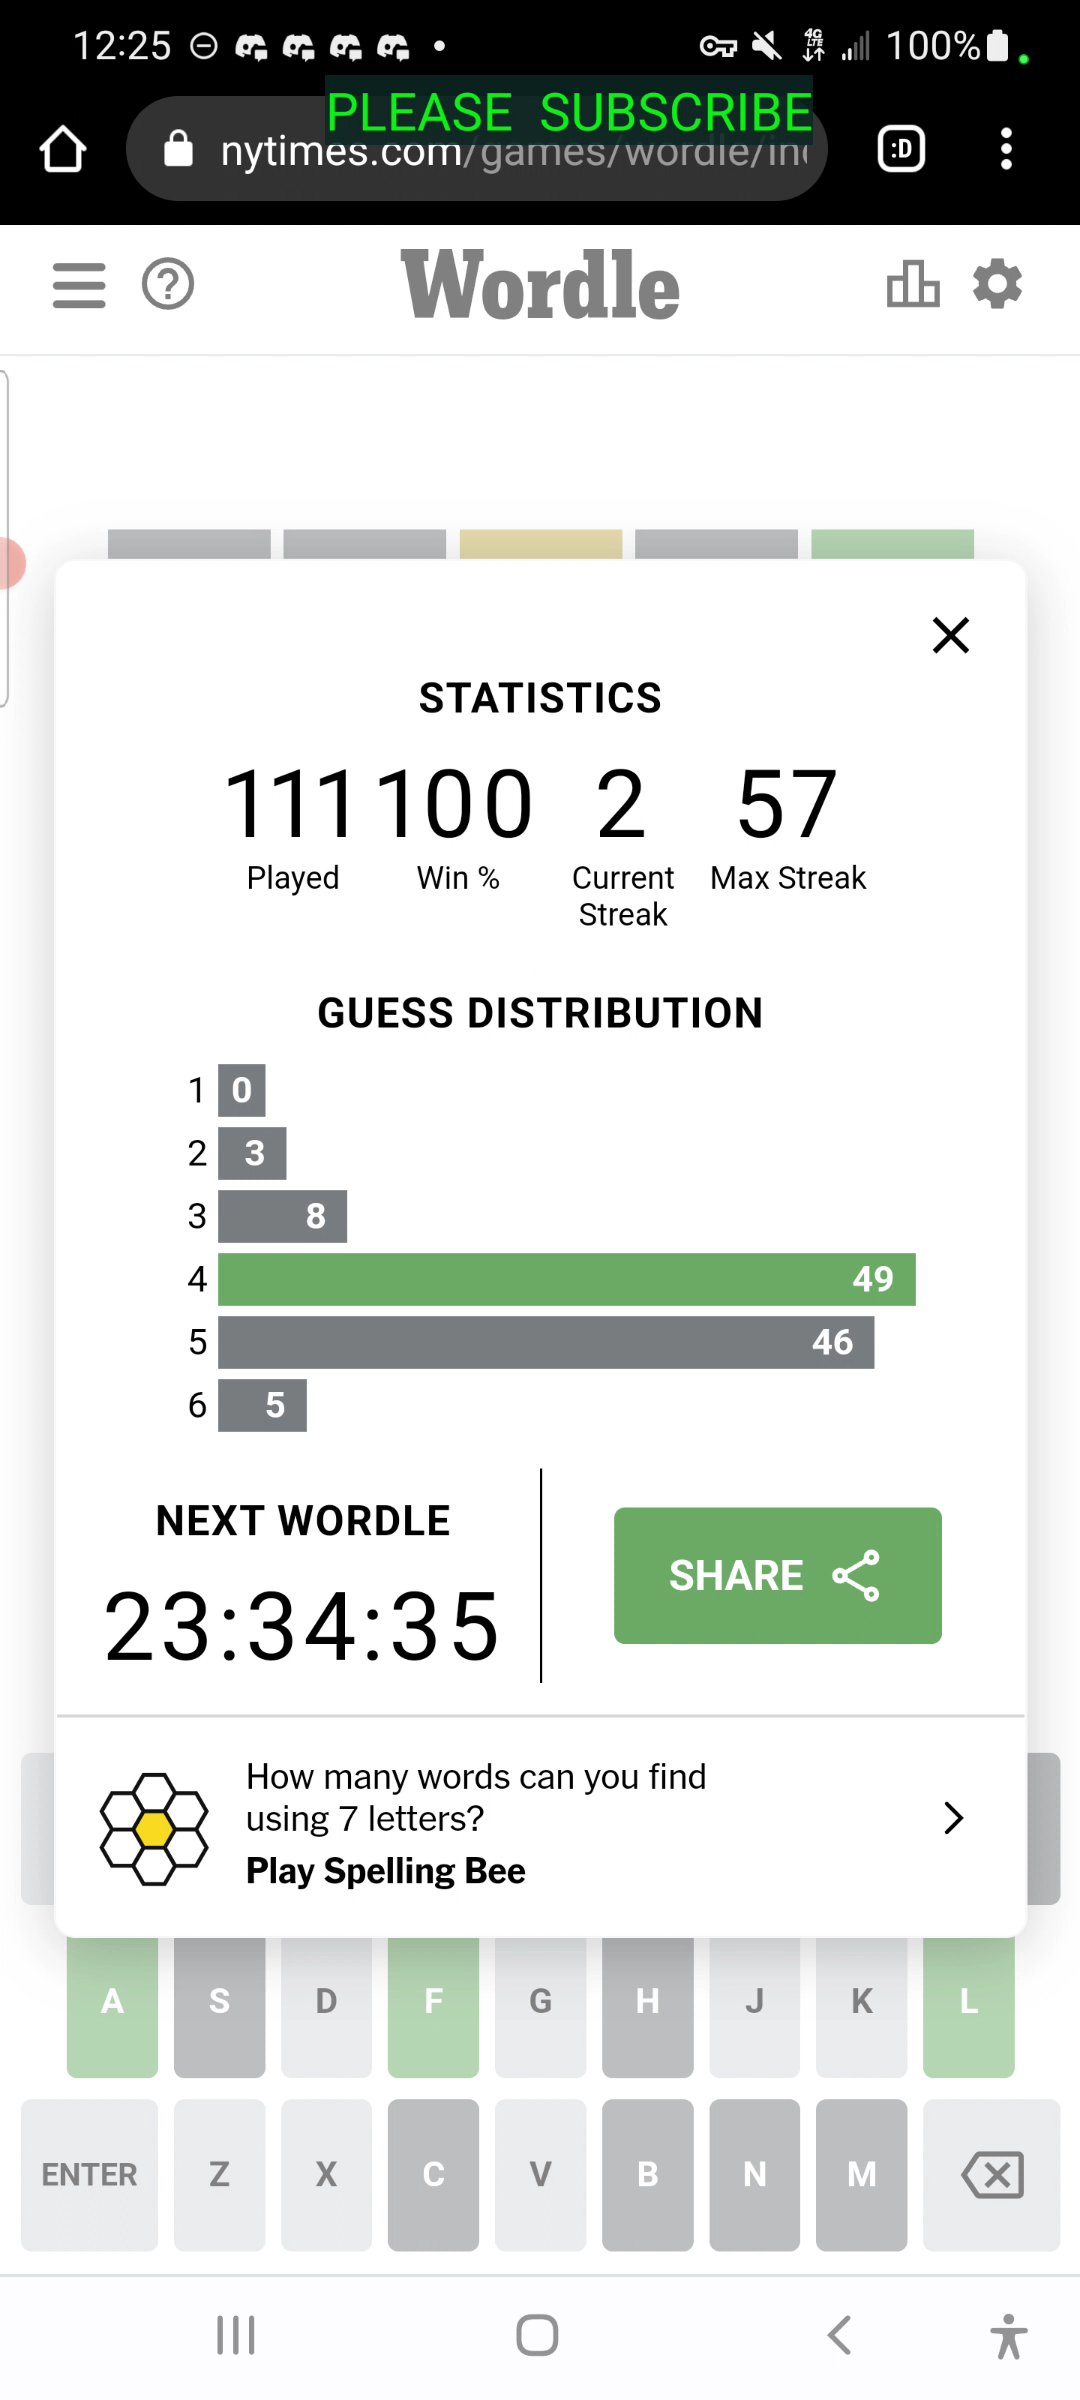 12:25
4G LTE
100%
PLEASE SUBSCRIBE
nytimes.com/games/wordle/in
:D
Wordle
STATISTICS
111 100 2 57
Played Win % Current Streak Max Streak
GUESS DISTRIBUTION
1 0
2 3
3 8
4 49
5 46
6 5
NEXT WORDLE
SHARE
23:34:35
How many words can you find
using 7 letters?
Play Spelling Bee
A S D F G H J K L
ENTER Z X C V B N M